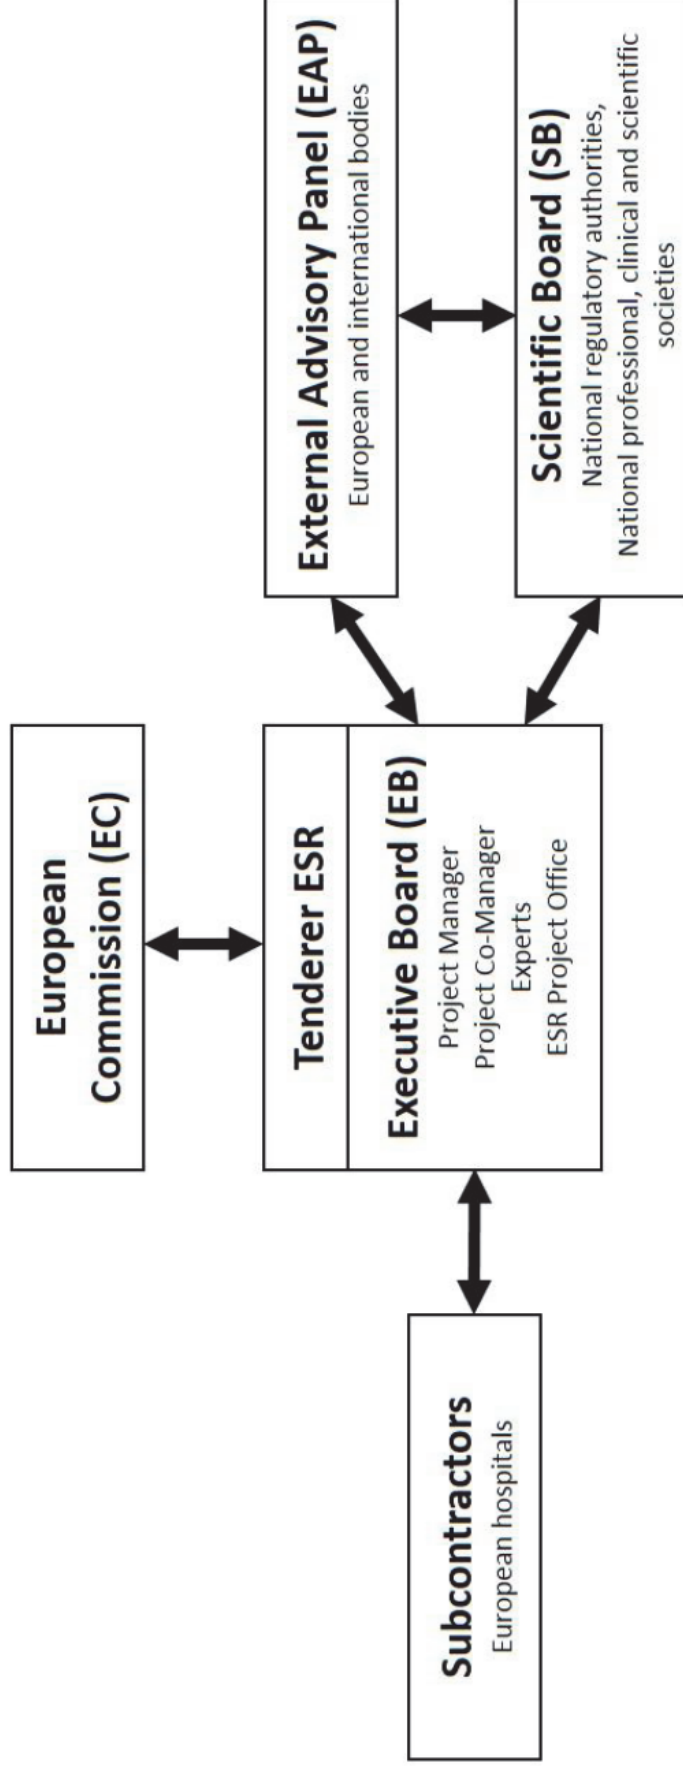 European
Commission (EC)
Tenderer ESR
Executive Board (EB)
Project Manager
Project Co-Manager
Experts
ESR Project Office
Subcontractors
European hospitals
External Advisory Panel (EAP)
European and international bodies
Scientific Board (SB)
National regulatory authorities,
National professional, clinical and scientific
societies